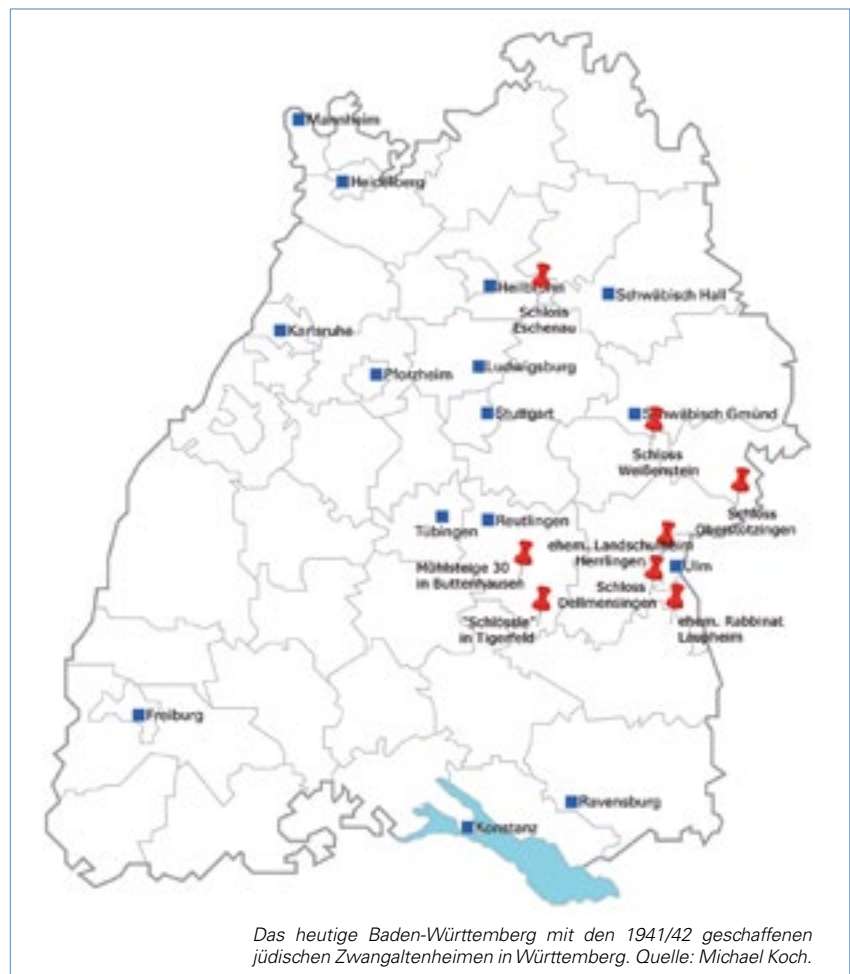 Mannheim
Heidelberg
Heilbronn
Schwäbisch Hall
Schloss
Eschenau
Karlsruhe
Pforzheim
Ludwigsburg
Stuttgart
Schwäbisch Gmünd
Schloss
Weißenstein
Schloss
Oberstotzingen
Tübingen
Reutlingen
ehem. Landschulheim
Herrlingen
Mühlsteige 30
in Buttenhausen
Ulm
Schloss
Dellmensingen
"Schlössle"
in Tigerfeld
ehem. Rabbinat
Laupheim
Freiburg
Ravensburg
Konstanz
Das heutige Baden-Württemberg mit den 1941/42 geschaffenen
jüdischen Zwangaltenheimen in Württemberg. Quelle: Michael Koch.